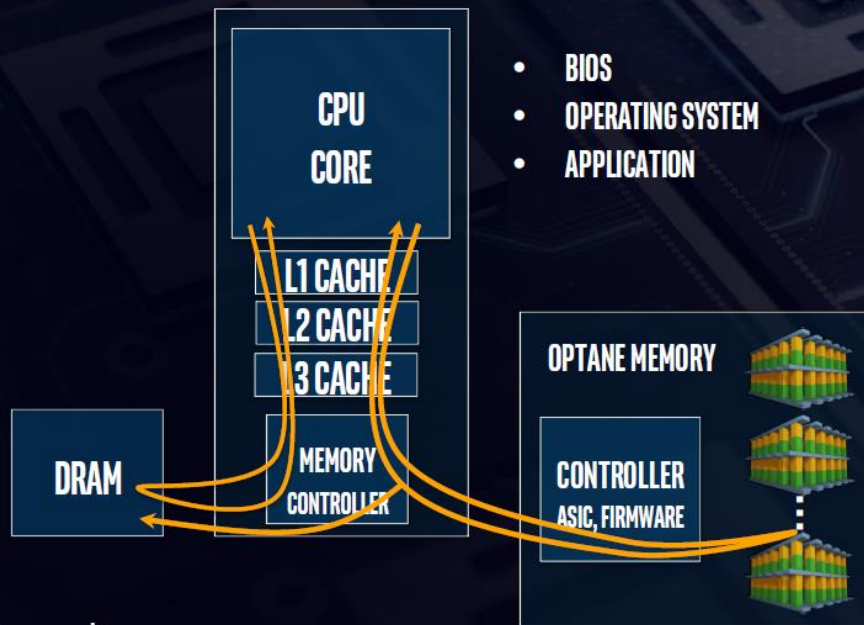 CPU
CORE
• BIOS
• OPERATING SYSTEM
• APPLICATION
L1 CACHE
L2 CACHE
L3 CACHE
OPTANE MEMORY
DRAM
MEMORY
CONTROLLER
CONTROLLER
ASIC, FIRMWARE